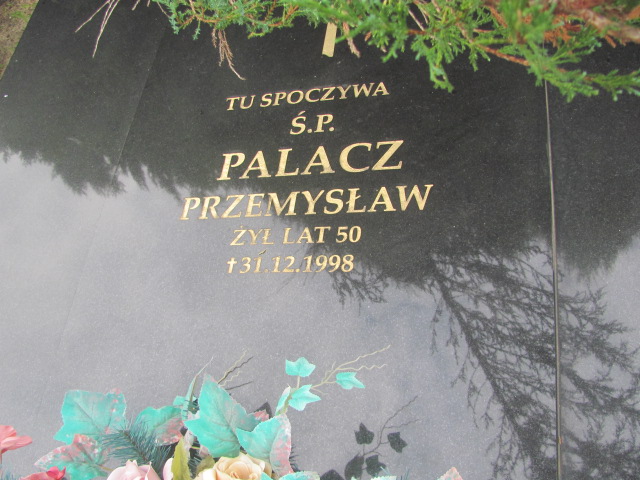 TU SPOCZYWA
Ś.P.
PALACZ
PRZEMYSŁAW
ŻYŁ LAT 50
†31.12.1998